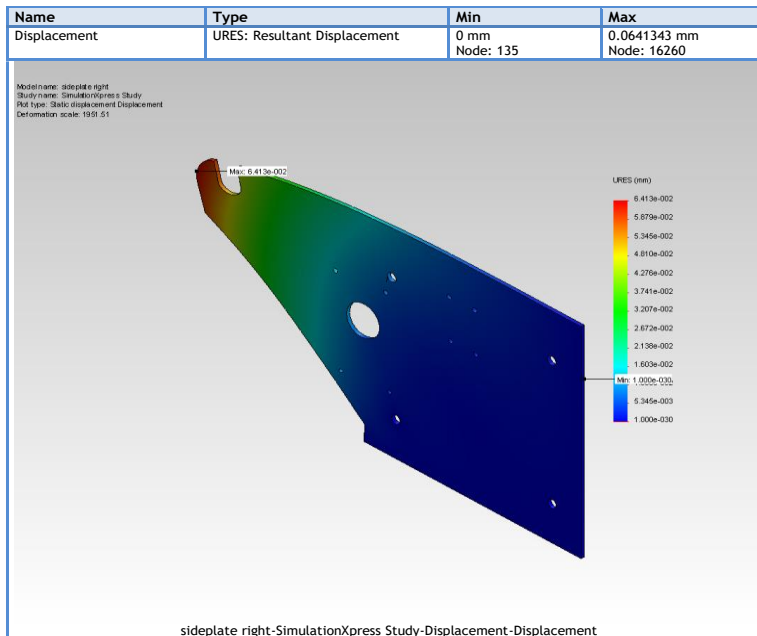 Name Type Min Max
Displacement URES: Resultant Displacement 0 mm 0.0641343 mm
Node: 135 Node: 16260
Model name: sideplate right
Study name: SimulationXpress Study
Plot type: Static displacement Displacement
Deformation scale: 1951.51
Max: 6.413e-002
URES (mm)
6.413e-002
5.879e-002
5.345e-002
4.810e-002
4.276e-002
3.741e-002
3.207e-002
2.672e-002
2.138e-002
1.603e-002
Min: 1.000e-030
5.345e-003
1.000e-030
sideplate right-SimulationXpress Study-Displacement-Displacement